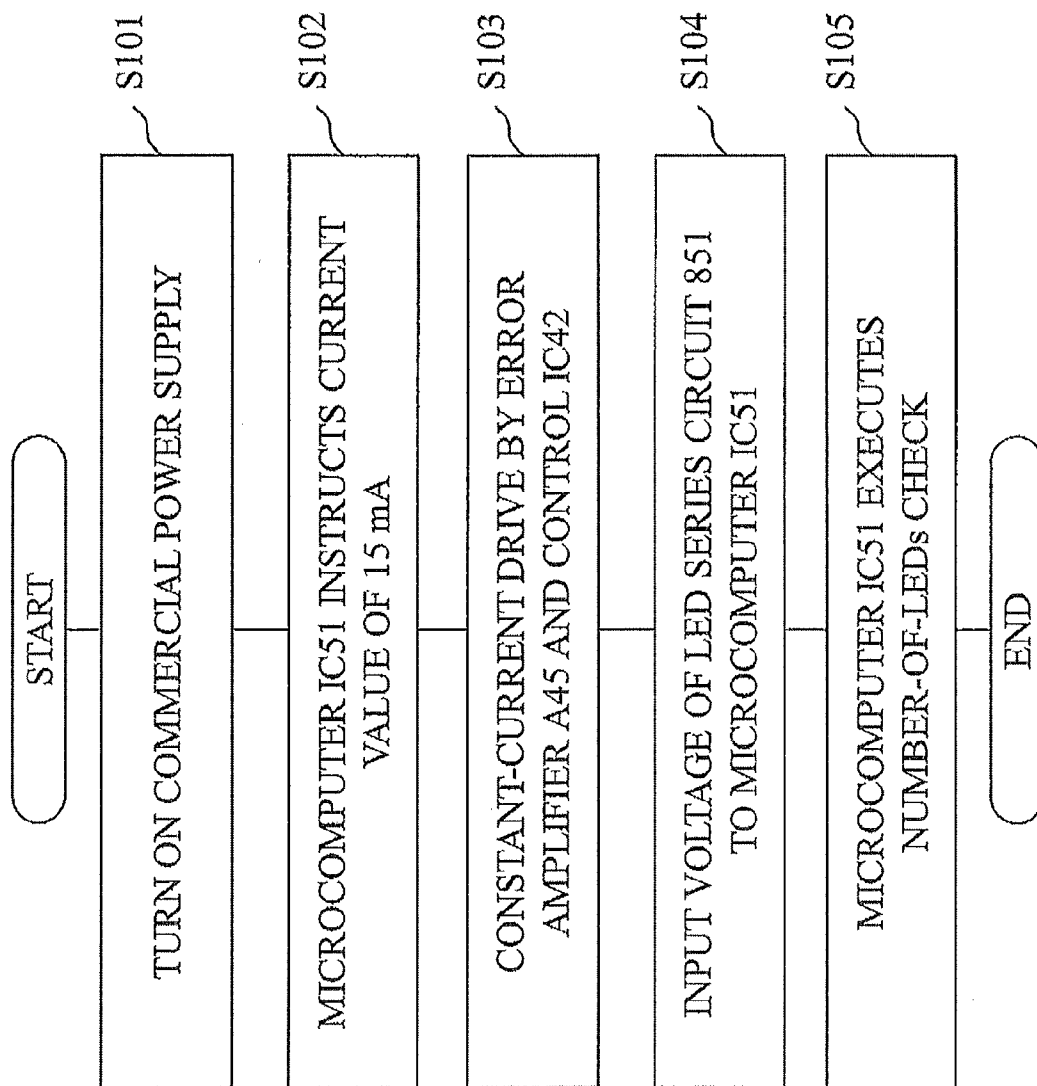 START
TURN ON COMMERCIAL POWER SUPPLY
S101
MICROCOMPUTER IC51 INSTRUCTS CURRENT
VALUE OF 15 mA
S102
CONSTANT-CURRENT DRIVE BY ERROR
AMPLIFIER A45 AND CONTROL IC42
S103
INPUT VOLTAGE OF LED SERIES CIRCUIT 851
TO MICROCOMPUTER IC51
S104
MICROCOMPUTER IC51 EXECUTES
NUMBER-OF-LEDs CHECK
S105
END